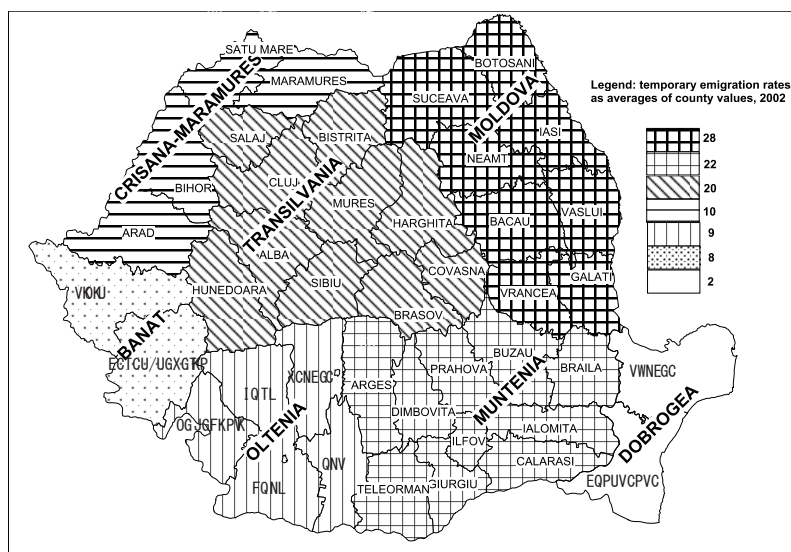 Legend: temporary emigration rates
as averages of county values, 2002
28
22
20
10
9
8
2
SATU MARE
MARAMURES
BOTOSANI
SUCEAVA
MOLDOVA
CRISANA-MARAMURES
SALAJ
BISTRITA
IASI
NEAMT
BIHOR
CLUJ
TRANSILVANIA
MURES
HARGHITA
BACAU
VASLUI
ARAD
ALBA
COVASNA
GALATI
HUNEDOARA
SIBIU
VRANCEA
VKOKU
BRASOV
BANAT
ECTCU/UGXGTKP
BUZAU
PRAHOVA
BRAILA
VWNEGC
XCNEGC
ARGES
IQTL
MUNTENIA
DIMBOVITA
IALOMITA
DOBROGEA
OGJGFKPVK
OLTENIA
ILFOV
CALARASI
QNV
EQPUVCPVC
FQNL
TELEORMAN
GIURGIU